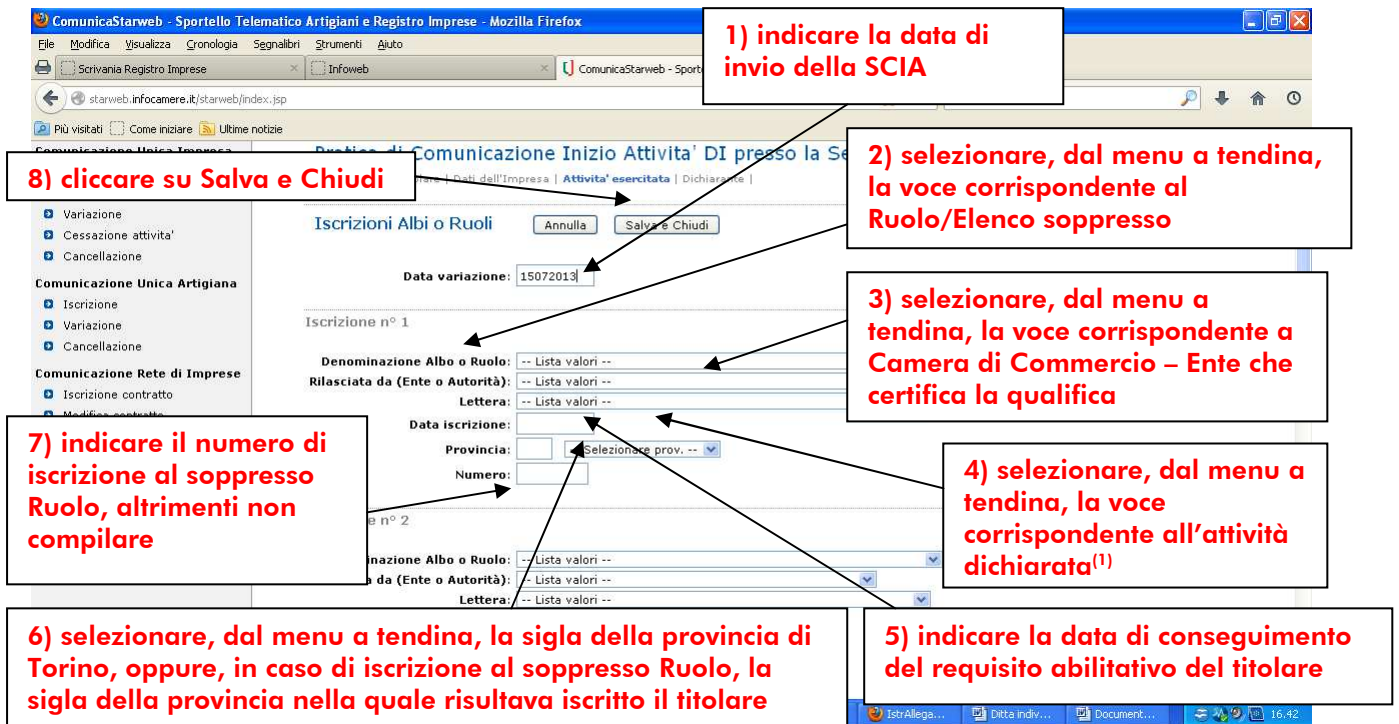 ComunicaStarweb - Sportello Telematico Artigiani e Registro Imprese - Mozilla Firefox
File Modifica Visualizza Cronologia Segnalibri Strumenti Aiuto
Scrivania Registro Imprese
Infoweb
ComunicaStarweb - Sport
starweb.infocamere.it/starweb/index.jsp
Più visitati Come iniziare Ultime notizie
1) indicare la data di
invio della SCIA
Comunicazione Inizio Attivita' DI presso la Se
Dati dell'Impresa | Attivita' esercitata | Dichiarante |
8) cliccare su Salva e Chiudi
2) selezionare, dal menu a tendina,
la voce corrispondente al
Ruolo/Elenco soppresso
Variazione
Cessazione attivita'
Cancellazione
Comunicazione Unica Artigiana
Iscrizione
Variazione
Cancellazione
Comunicazione Rete di Imprese
Iscrizione contratto
Modifica contratto
Iscrizioni Albi o Ruoli
Annulla
Salva e Chiudi
Data variazione: 15072013
Iscrizione n° 1
Denominazione Albo o Ruolo: -- Lista valori --
Rilasciata da (Ente o Autorità): -- Lista valori --
Lettera: -- Lista valori --
Data iscrizione:
Provincia: Selezionare prov. --
Numero:
3) selezionare, dal menu a
tendina, la voce corrispondente a
Camera di Commercio – Ente che
certifica la qualifica
7) indicare il numero di
iscrizione al soppresso
Ruolo, altrimenti non
compilare
4) selezionare, dal menu a
tendina, la voce
corrispondente all'attività
dichiarata(1)
e n° 2
inazione Albo o Ruolo: -- Lista valori --
a da (Ente o Autorità): -- Lista valori --
Lettera: -- Lista valori --
6) selezionare, dal menu a tendina, la sigla della provincia di
Torino, oppure, in caso di iscrizione al soppresso Ruolo, la
sigla della provincia nella quale risultava iscritto il titolare
5) indicare la data di conseguimento
del requisito abilitativo del titolare
IstrAllega...
Ditta indiv...
Document...
16.42